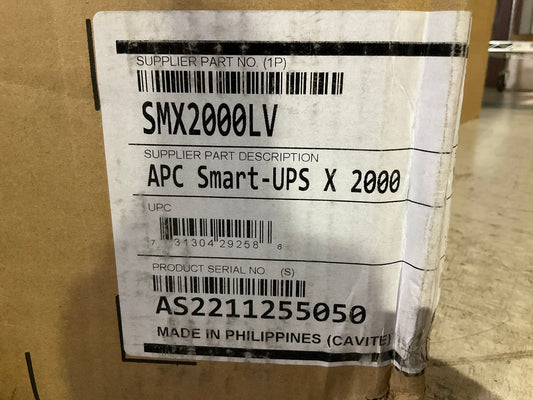 SUPPLIER PART NO. (1P)
SMX2000LV
SUPPLIER PART DESCRIPTION
APC Smart-UPS X 2000
UPC
7 31304 29258 8
PRODUCT SERIAL NO. (S)
AS2211255050
MADE IN PHILIPPINES (CAVITE)